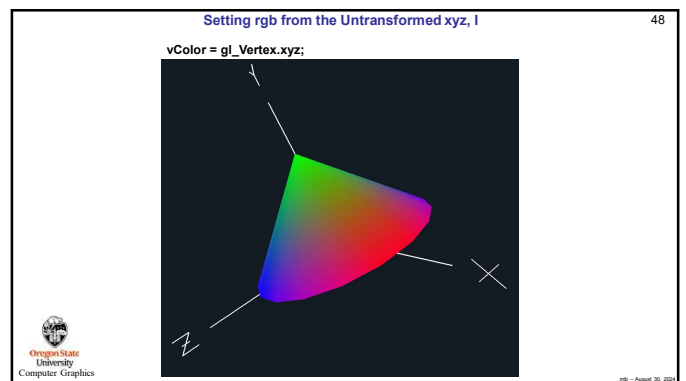 Setting rgb from the Untransformed xyz, I
48
vColor = gl_Vertex.xyz;
Y
X
Z
Oregon State
University
Computer Graphics
mjb – August 30, 2024